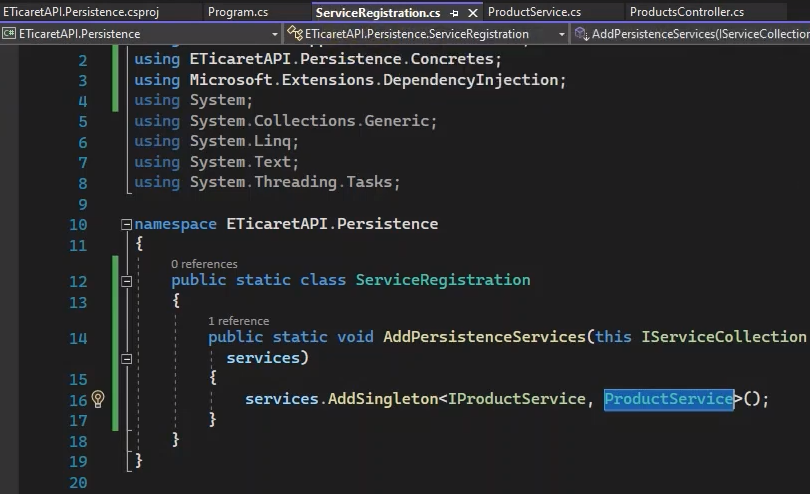 ETicaretAPI.Persistence.csproj Program.cs ServiceRegistration.cs ProductService.cs ProductsController.cs
C# ETicaretAPI.Persistence ETicaretAPI.Persistence.ServiceRegistration AddPersistenceServices(IServiceCollection
2 using ETicaretAPI.Persistence.Concretes;
3 using Microsoft.Extensions.DependencyInjection;
4 using System;
5 using System.Collections.Generic;
6 using System.Linq;
7 using System.Text;
8 using System.Threading.Tasks;
9
10 namespace ETicaretAPI.Persistence
11 {
0 references
12 public static class ServiceRegistration
13 {
1 reference
14 public static void AddPersistenceServices(this IServiceCollection
services)
15 {
16 services.AddSingleton<IProductService, ProductService>();
17 }
18 }
19 }
20